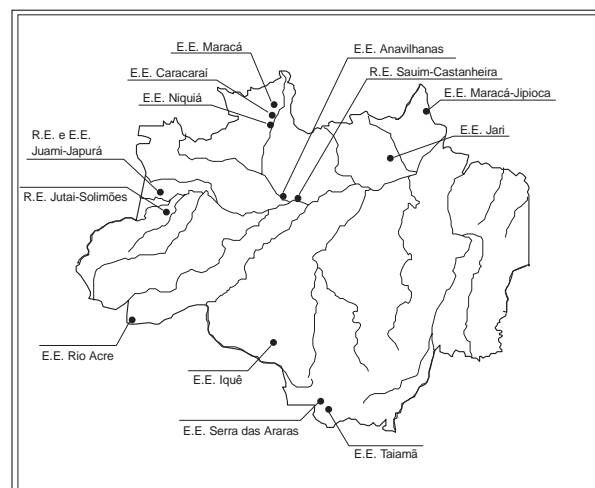 E.E. Maracá
E.E. Anavilhanas
E.E. Caracaraí
R.E. Sauim-Castanheira
E.E. Niquiá
E.E. Maracá-Jipioca
R.E. e E.E.
Juami-Japurá
E.E. Jari
R.E. Jutai-Solimões
E.E. Rio Acre
E.E. Iquê
E.E. Serra das Araras
E.E. Taiamã